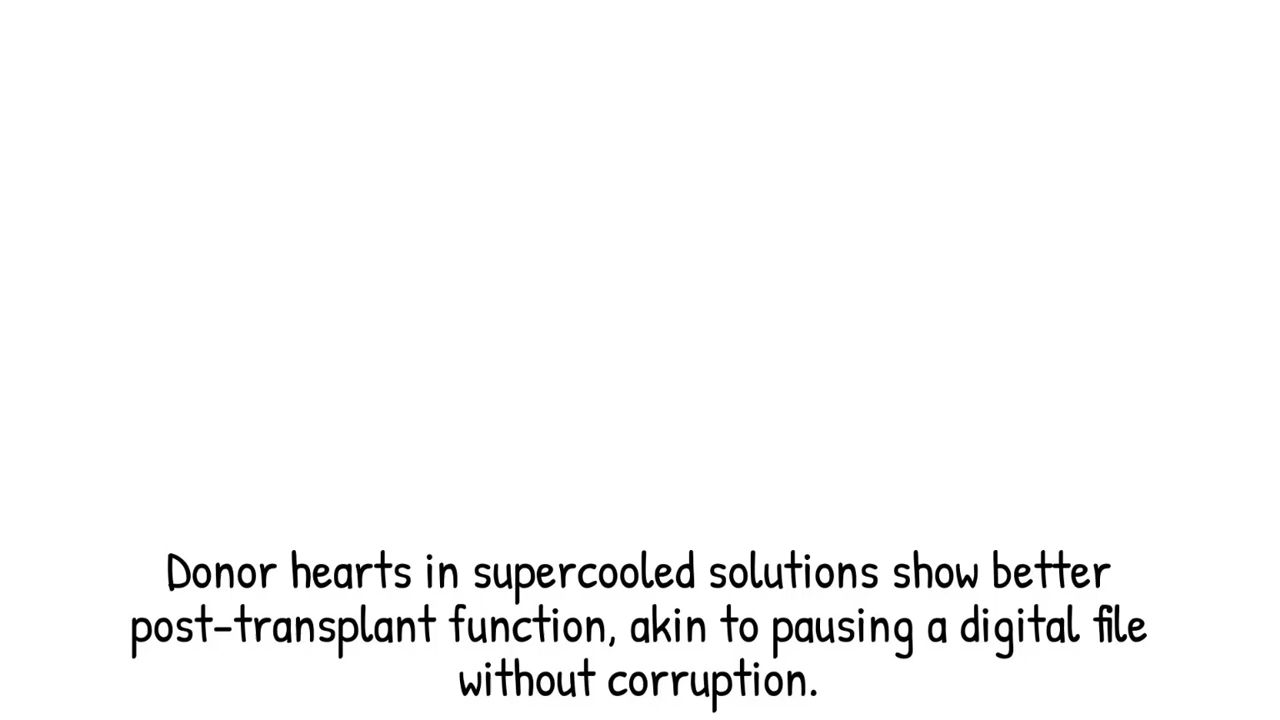 Donor hearts in supercooled solutions show better
post-transplant function, akin to pausing a digital file
without corruption.